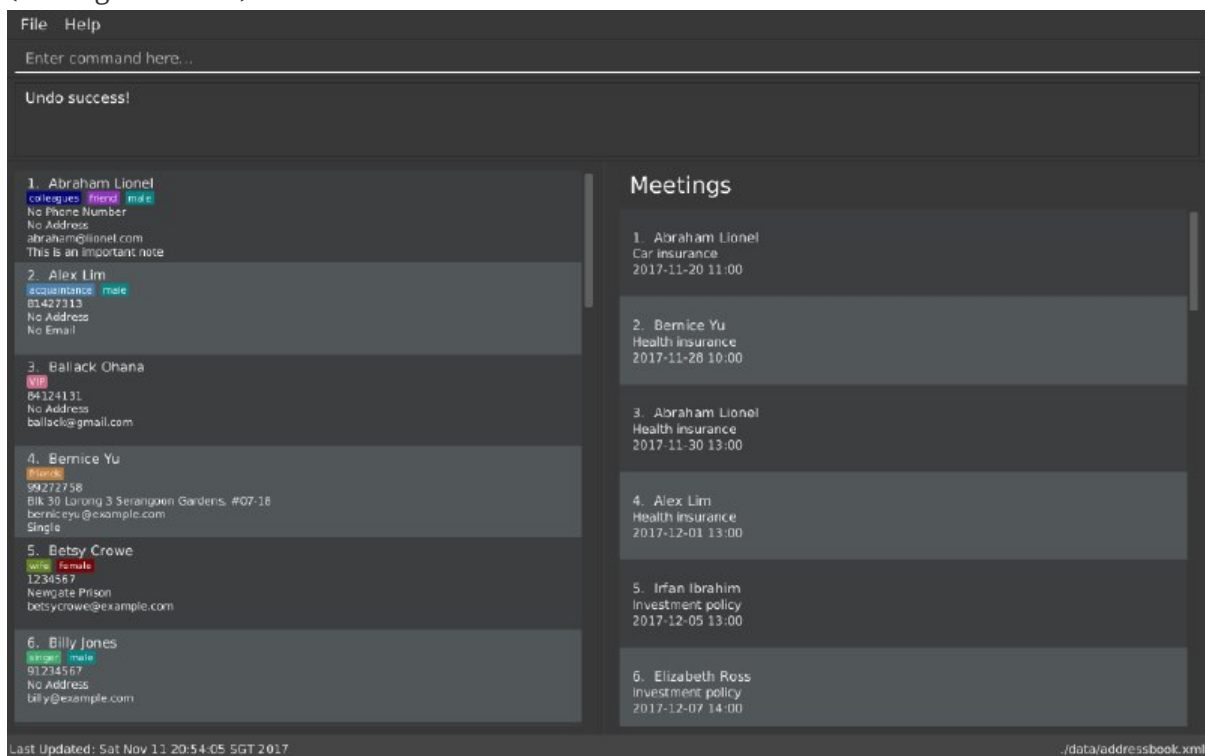 File Help
Enter command here...
Undo success!
1. Abraham Lionel
colleagues friend male
No Phone Number
No Address
abraham@lionel.com
This is an important note
2. Alex Lim
acquaintance male
81427313
No Address
No Email
3. Ballack Ohana
VIP
84124131
No Address
ballack@gmail.com
4. Bernice Yu
friends
99272758
Blk 30 Lorong 3 Serangoon Gardens, #07-18
berniceyu@example.com
Single
5. Betsy Crowe
wife female
1234567
Newgate Prison
betsycrowe@example.com
6. Billy Jones
singer male
91234567
No Address
billy@example.com
Meetings
1. Abraham Lionel
Car insurance
2017-11-20 11:00
2. Bernice Yu
Health insurance
2017-11-28 10:00
3. Abraham Lionel
Health insurance
2017-11-30 13:00
4. Alex Lim
Health insurance
2017-12-01 13:00
5. Irfan Ibrahim
Investment policy
2017-12-05 13:00
6. Elizabeth Ross
Investment policy
2017-12-07 14:00
Last Updated: Sat Nov 11 20:54:05 SGT 2017
./data/addressbook.xml